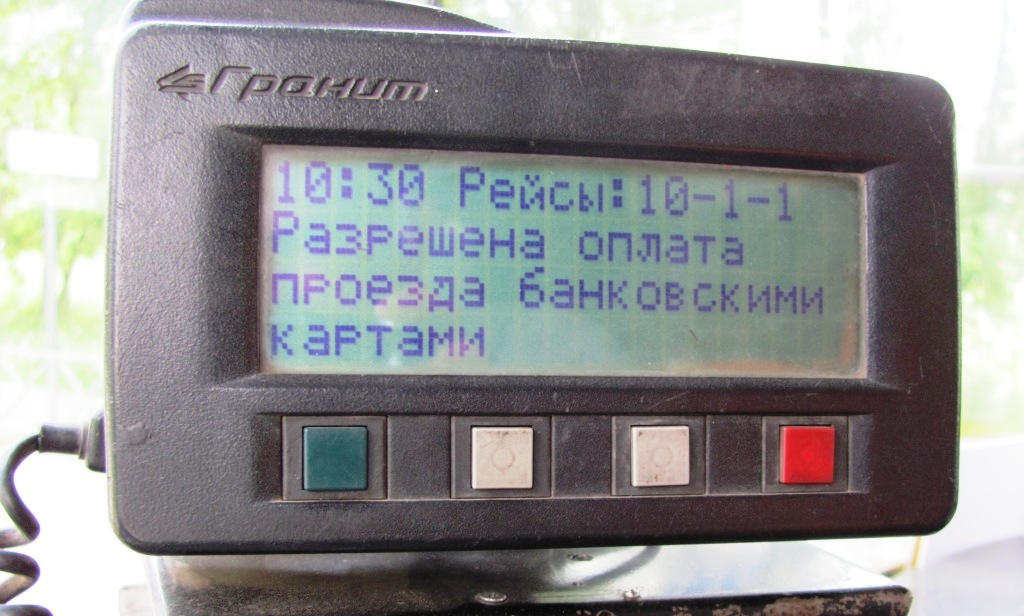 Гранит
10:30 Рейсы:10-1-1
Разрешена оплата
проезда банковскими
картами